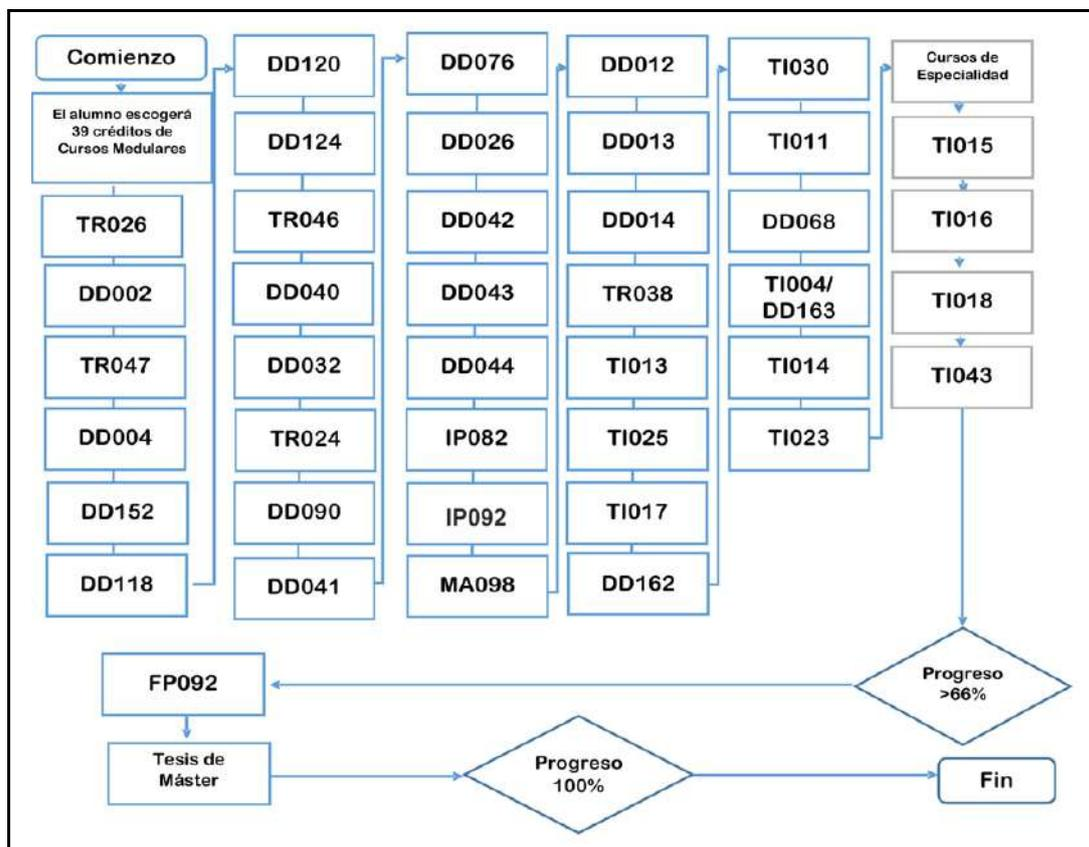 Comienzo
El alumno escogerá
39 créditos de
Cursos Medulares
TR026
DD002
TR047
DD004
DD152
DD118
DD120
DD124
TR046
DD040
DD032
TR024
DD090
DD041
DD076
DD026
DD042
DD043
DD044
IP082
IP092
MA098
DD012
DD013
DD014
TR038
TI013
TI025
TI017
DD162
TI030
TI011
DD068
TI004/
DD163
TI014
TI023
Cursos de
Especialidad
TI015
TI016
TI018
TI043
Progreso
>66%
FP092
Tesis de
Máster
Progreso
100%
Fin